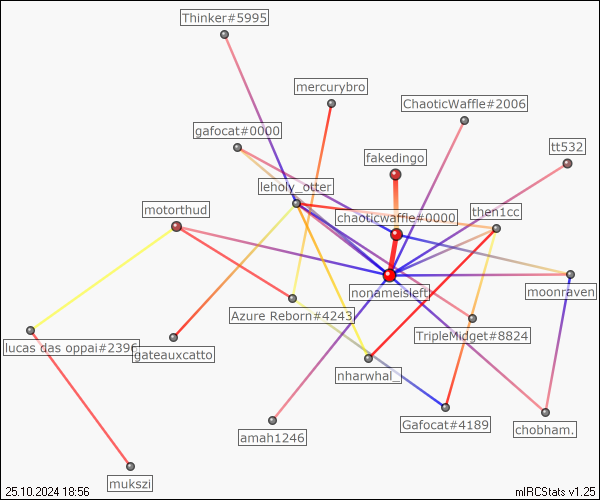 Thinker#5995
mercurybro
ChaoticWaffle#2006
gafocat#0000
tt532
fakedingo
leholy_otter
motorthud
chaoticwaffle#0000
then1cc
nonameisleft
moonraven
Azure Reborn#4243
TripleMidget#8824
lucas das oppai#2396
gateauxcatto
nharwhal_
Gafocat#4189
chobham.
amah1246
mukszi
25.10.2024 18:56
mIRCStats v1.25